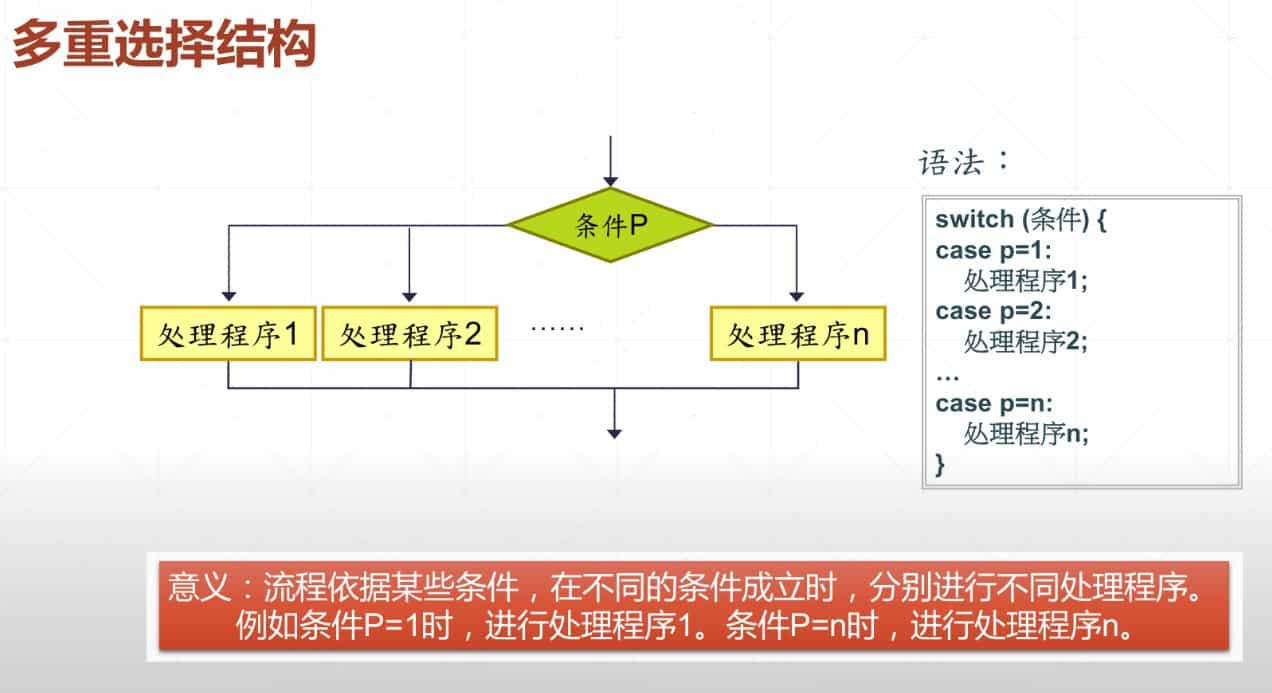 多重选择结构
条件P
处理程序1
处理程序2
......
处理程序n
语法：
switch (条件) {
case p=1:
处理程序1;
case p=2:
处理程序2;
...
case p=n:
处理程序n;
}
意义：流程依据某些条件，在不同的条件成立时，分别进行不同处理程序。
例如条件P=1时，进行处理程序1。条件P=n时，进行处理程序n。